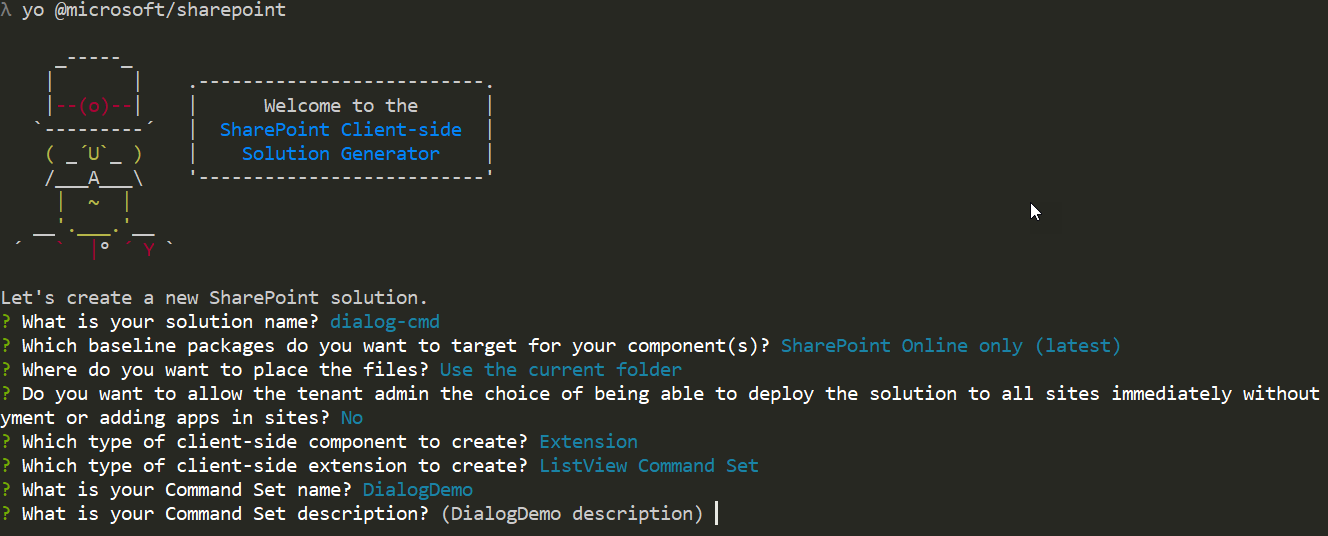 λ yo @microsoft/sharepoint
_-----_
|       |    .--------------------------.
|--(o)--|    |      Welcome to the      |
`---------´   |  SharePoint Client-side  |
( _´U`_ )    |    Solution Generator    |
/___A___\    '--------------------------'
|  ~  |
__'.___.'__
´   `  |° ´ Y `
Let's create a new SharePoint solution.
? What is your solution name? dialog-cmd
? Which baseline packages do you want to target for your component(s)? SharePoint Online only (latest)
? Where do you want to place the files? Use the current folder
? Do you want to allow the tenant admin the choice of being able to deploy the solution to all sites immediately without
yment or adding apps in sites? No
? Which type of client-side component to create? Extension
? Which type of client-side extension to create? ListView Command Set
? What is your Command Set name? DialogDemo
? What is your Command Set description? (DialogDemo description)